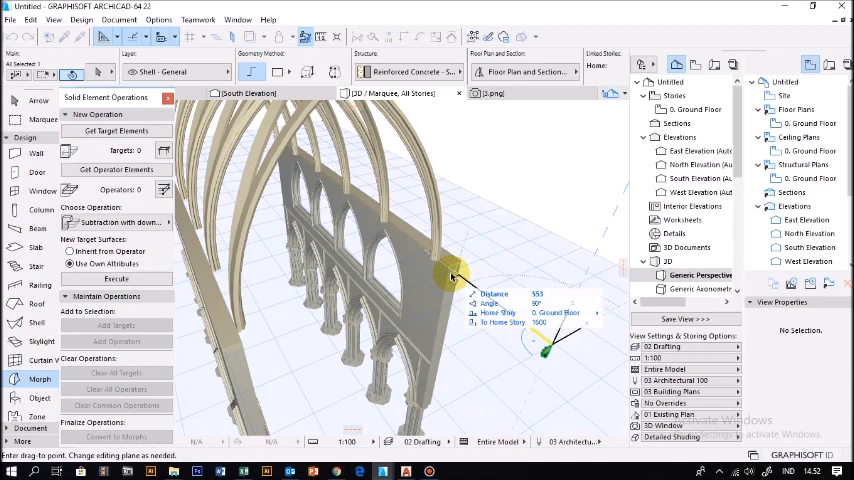 Untitled - GRAPHISOFT ARCHICAD-64 22
File Edit View Design Document Options Teamwork Window Help
Main:
All Selected: 1
Layer:
Shell - General
Geometry Method:
Structure:
Reinforced Concrete - S...
Floor Plan and Section:
Floor Plan and Section...
Linked Stories:
Home:
Arrow
Marquee
Design
Wall
Door
Window
Column
Beam
Slab
Stair
Railing
Roof
Shell
Skylight
Curtain
Morph
Object
Zone
Document
More
Solid Element Operations
New Operation
Get Target Elements
Targets: 0
Get Operator Elements
Operators: 0
Choose Operation:
Subtraction with down...
New Target Surfaces:
Inherit from Operator
Use Own Attributes
Execute
Maintain Operations
Add to Selection:
Add Targets
Add Operators
Clear Operations:
Clear All Targets
Clear All Operators
Clear Common Operations
Finalize Operations:
Convert to Morphs
[South Elevation]
[3D / Marquee, All Stories]
[3.png]
Distance 553
Angle 90°
Home Story 0. Ground Floor
To Home Story 1600
Untitled
Stories
0. Ground Floor
Sections
Elevations
East Elevation (Auto
North Elevation (Aut
South Elevation (Aut
West Elevation (Aut
Interior Elevations
Worksheets
Details
3D Documents
3D
Generic Perspective
Generic Axonometr
Untitled
Site
Floor Plans
0. Ground Floor
Ceiling Plans
0. Ground Floor
Structural Plans
0. Ground Floor
Sections
Elevations
East Elevation
North Elevation
South Elevation
West Elevation
Save View >>>
View Settings & Storing Options:
02 Drafting
1:100
Entire Model
03 Architectural 100
03 Building Plans
No Overrides
01 Existing Plan
3D Window
Detailed Shading
View Properties
No Selection.
Activate Windows
Go to Settings to activate Windows.
N/A
N/A
1:100
02 Drafting
Entire Model
03 Architectu...
Enter drag-to point. Change editing plane as needed.
GRAPHISOFT ID
IND
14.52